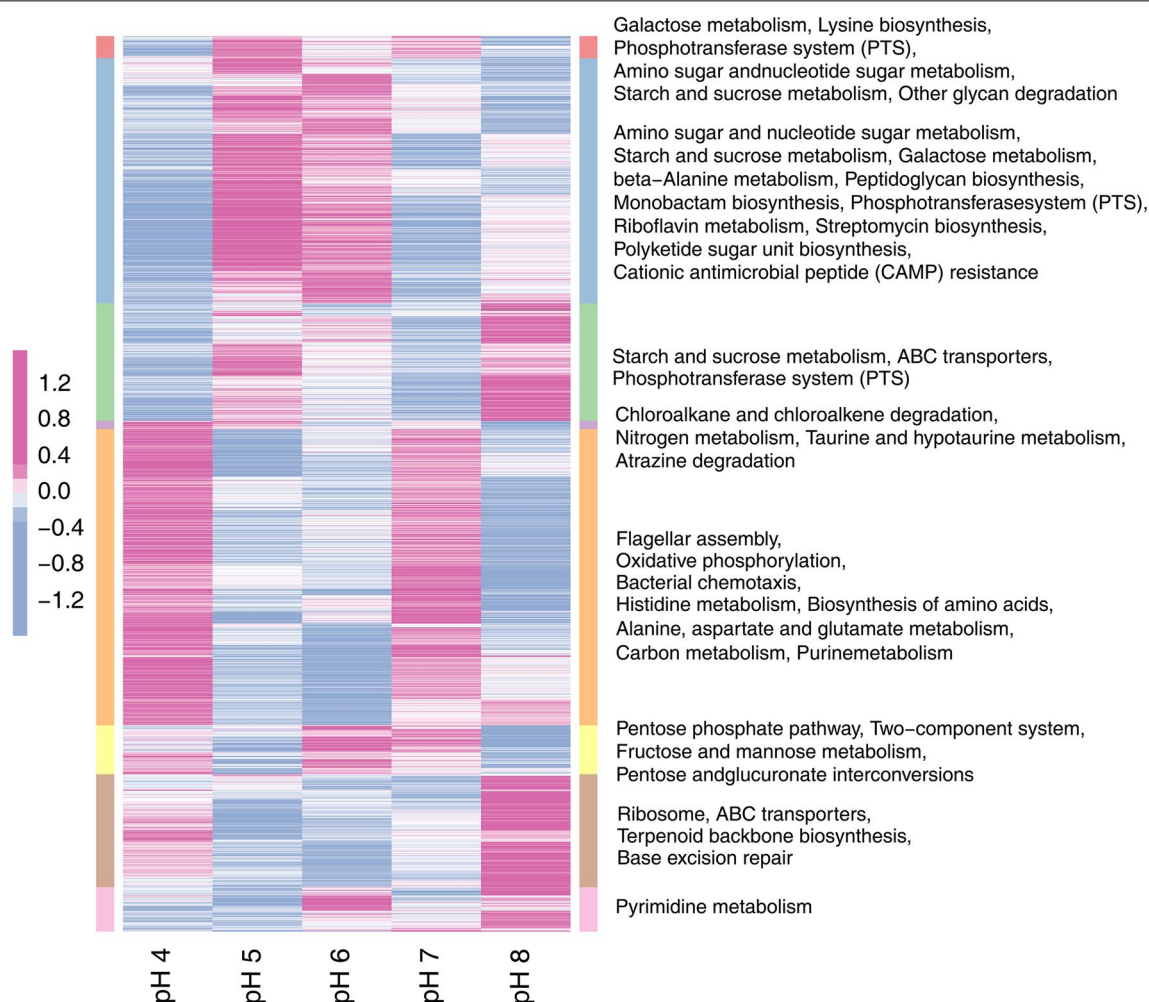 Galactose metabolism, Lysine biosynthesis,
Phosphotransferase system (PTS),
Amino sugar andnucleotide sugar metabolism,
Starch and sucrose metabolism, Other glycan degradation
Amino sugar and nucleotide sugar metabolism,
Starch and sucrose metabolism, Galactose metabolism,
beta−Alanine metabolism, Peptidoglycan biosynthesis,
Monobactam biosynthesis, Phosphotransferasesystem (PTS),
Riboflavin metabolism, Streptomycin biosynthesis,
Polyketide sugar unit biosynthesis,
Cationic antimicrobial peptide (CAMP) resistance
Starch and sucrose metabolism, ABC transporters,
Phosphotransferase system (PTS)
Chloroalkane and chloroalkene degradation,
Nitrogen metabolism, Taurine and hypotaurine metabolism,
Atrazine degradation
Flagellar assembly,
Oxidative phosphorylation,
Bacterial chemotaxis,
Histidine metabolism, Biosynthesis of amino acids,
Alanine, aspartate and glutamate metabolism,
Carbon metabolism, Purinemetabolism
Pentose phosphate pathway, Two−component system,
Fructose and mannose metabolism,
Pentose andglucuronate interconversions
Ribosome, ABC transporters,
Terpenoid backbone biosynthesis,
Base excision repair
Pyrimidine metabolism
1.2
0.8
0.4
0.0
−0.4
−0.8
−1.2
pH 4
pH 5
pH 6
pH 7
pH 8